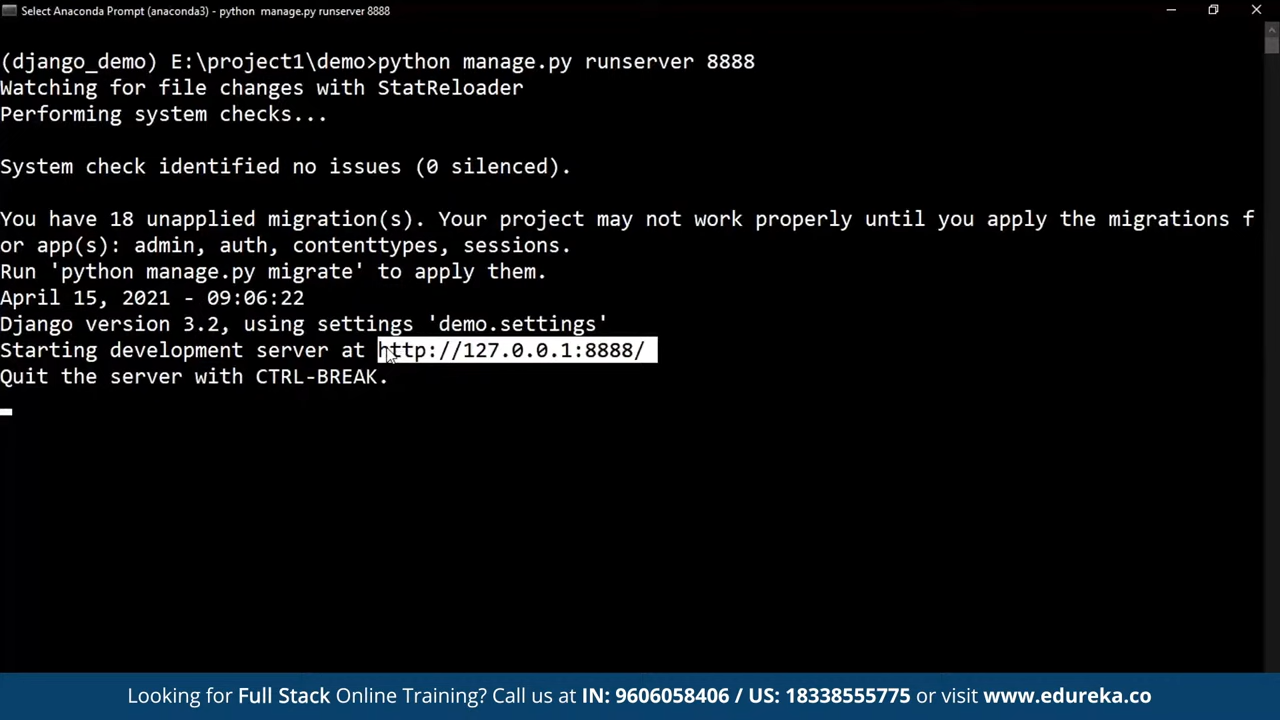 Select Anaconda Prompt (anaconda3) - python  manage.py runserver 8888
(django_demo) E:\project1\demo>python manage.py runserver 8888
Watching for file changes with StatReloader
Performing system checks...
System check identified no issues (0 silenced).
You have 18 unapplied migration(s). Your project may not work properly until you apply the migrations f
or app(s): admin, auth, contenttypes, sessions.
Run 'python manage.py migrate' to apply them.
April 15, 2021 - 09:06:22
Django version 3.2, using settings 'demo.settings'
Starting development server at http://127.0.0.1:8888/
Quit the server with CTRL-BREAK.
Looking for Full Stack Online Training? Call us at IN: 9606058406 / US: 18338555775 or visit www.edureka.co